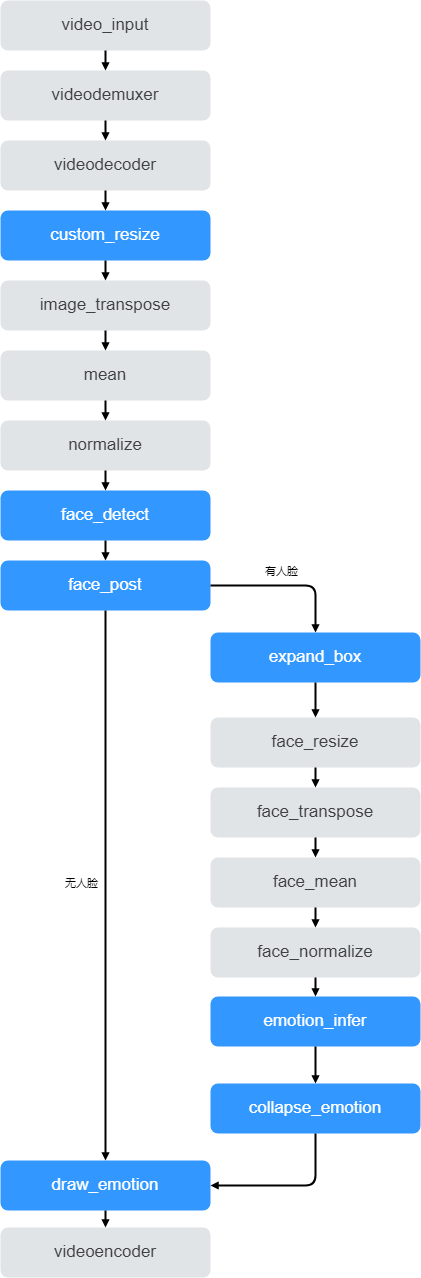 video_input
videodemuxer
videodecoder
custom_resize
image_transpose
mean
normalize
face_detect
face_post
有人脸
expand_box
face_resize
face_transpose
无人脸
face_mean
face_normalize
emotion_infer
collapse_emotion
draw_emotion
videoencoder